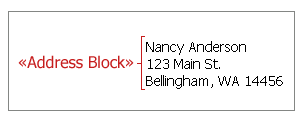 «Address Block»
Nancy Anderson
123 Main St.
Bellingham, WA 14456